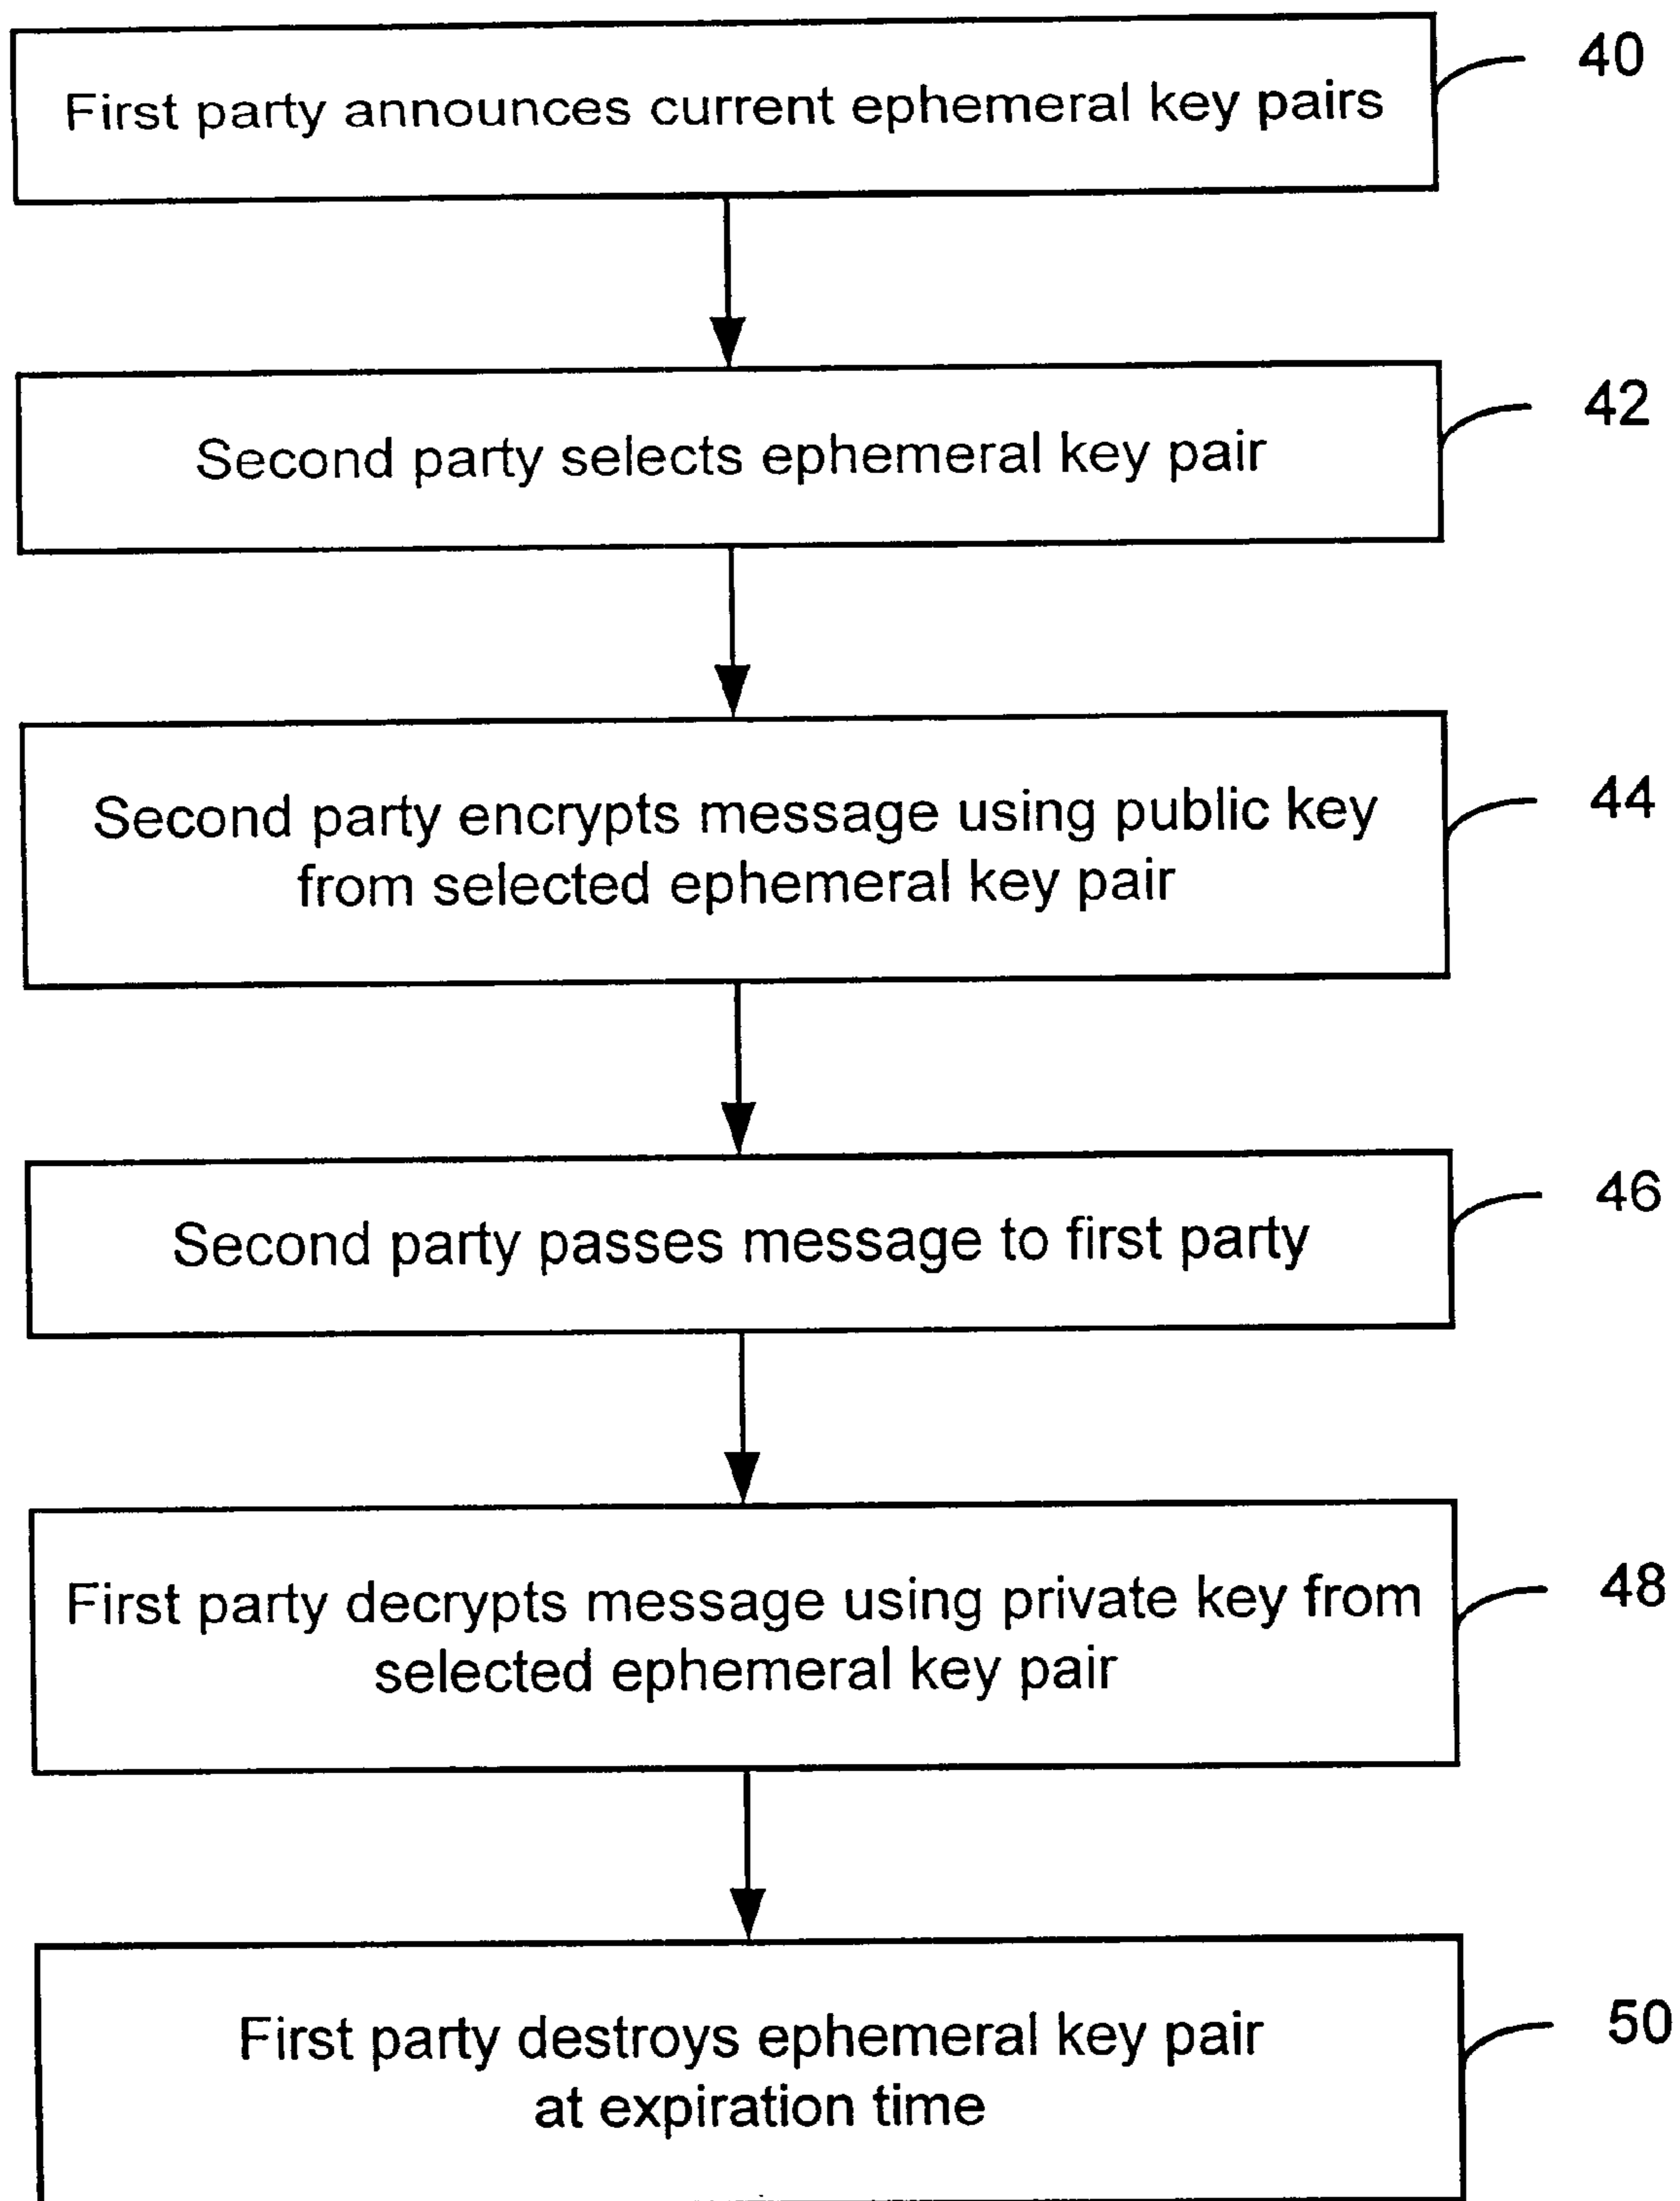 First party announces current ephemeral key pairs
40
Second party selects ephemeral key pair
42
Second party encrypts message using public key
from selected ephemeral key pair
44
Second party passes message to first party
46
First party decrypts message using private key from
selected ephemeral key pair
48
First party destroys ephemeral key pair
at expiration time
50